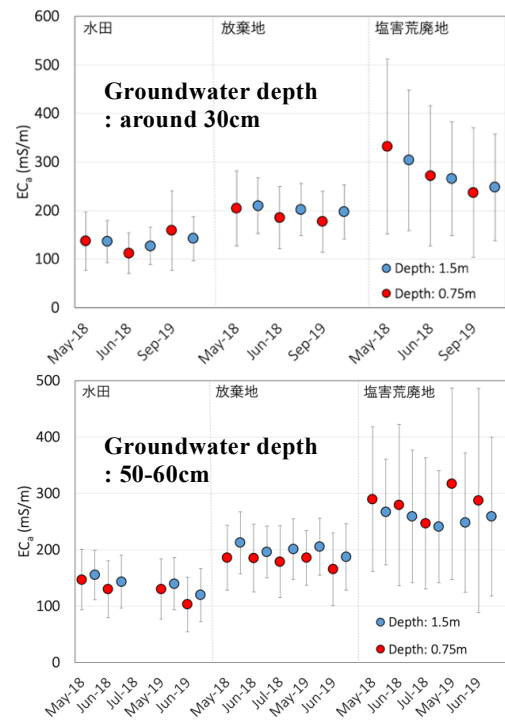 600
500
400
300
200
100
0
ECa (mS/m)
水田
放棄地
塩害荒廃地
Groundwater depth
: around 30cm
Depth: 1.5m
Depth: 0.75m
May-18
Jun-18
Sep-19
May-18
Jun-18
Sep-19
May-18
Jun-18
Sep-19
500
400
300
200
100
0
ECa (mS/m)
水田
放棄地
塩害荒廃地
Groundwater depth
: 50-60cm
Depth: 1.5m
Depth: 0.75m
May-18
Jun-18
Jul-18
May-19
Jun-19
May-18
Jun-18
Jul-18
May-19
Jun-19
May-18
Jun-18
Jul-18
May-19
Jun-19